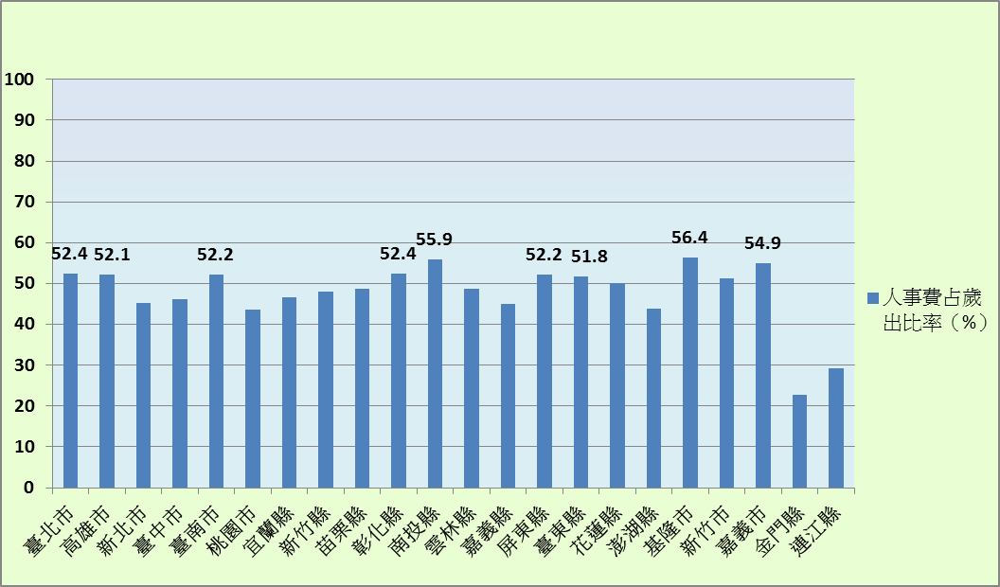 100
90
80
70
60
50
40
30
20
10
0
52.4
52.1
52.2
52.4
55.9
52.2
51.8
56.4
54.9
臺北市
高雄市
新北市
臺中市
臺南市
桃園市
宜蘭縣
新竹縣
苗栗縣
彰化縣
南投縣
雲林縣
嘉義縣
屏東縣
臺東縣
花蓮縣
澎湖縣
基隆市
新竹市
嘉義市
金門縣
連江縣
人事費占歲
出比率（%）